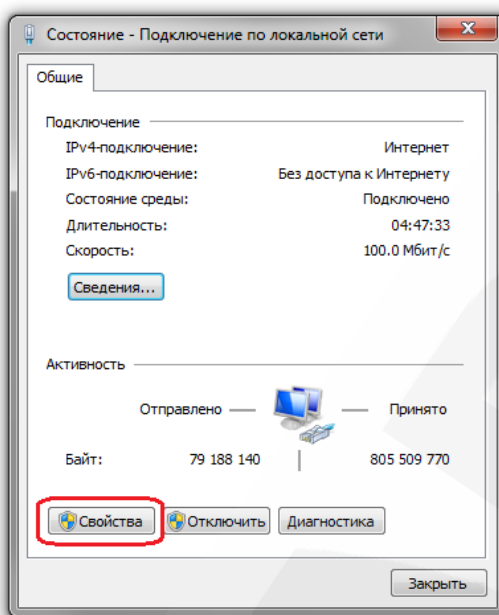 Состояние - Подключение по локальной сети
Общие
Подключение
IPv4-подключение: Интернет
IPv6-подключение: Без доступа к Интернету
Состояние среды: Подключено
Длительность: 04:47:33
Скорость: 100.0 Мбит/с
Сведения...
Активность
Отправлено — — Принято
Байт: 79 188 140 | 805 509 770
Свойства Отключить Диагностика
Закрыть